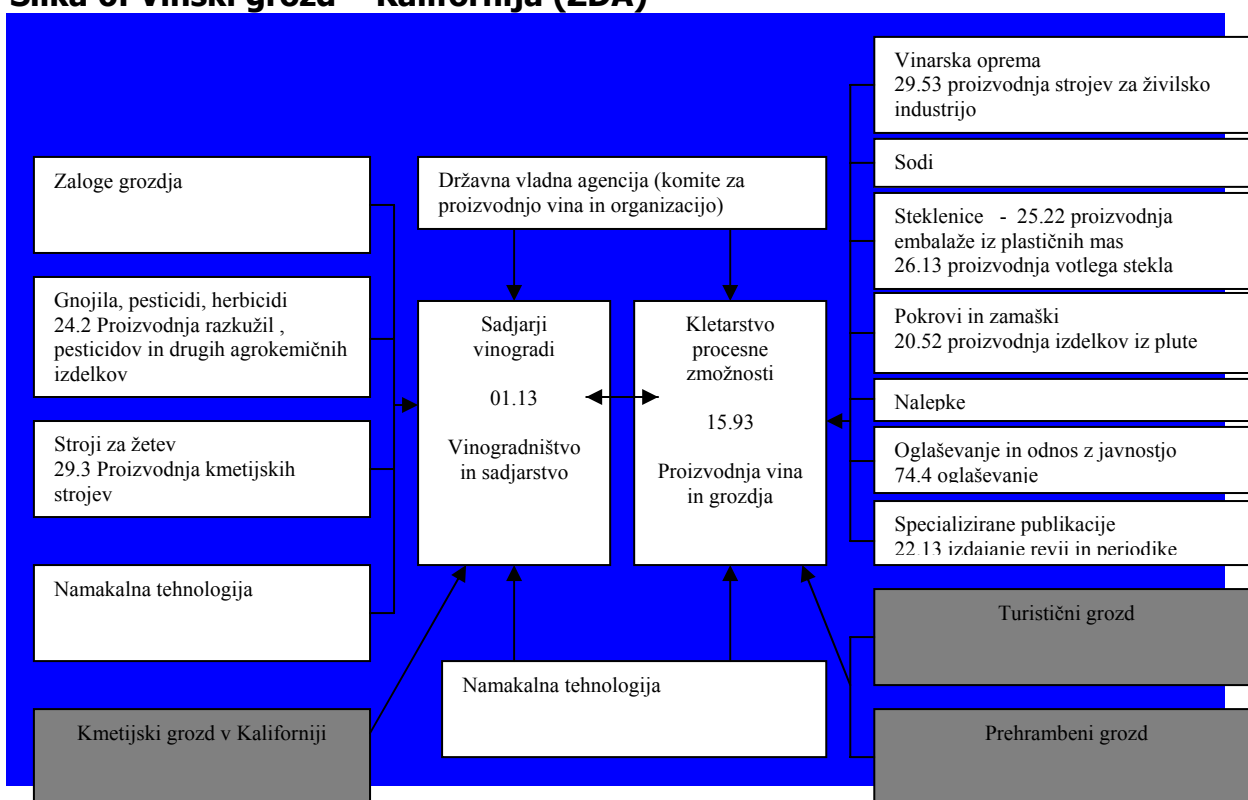 Slika 6: Vinski grozd – Kalifornija (ZDA)
Zaloge grozdja
Gnojila, pesticidi, herbicidi
24.2 Proizvodnja razkužil ,
pesticidov in drugih agrokemičnih
izdelkov
Stroji za žetev
29.3 Proizvodnja kmetijskih
strojev
Namakalna tehnologija
Kmetijski grozd v Kaliforniji
Državna vladna agencija (komite za
proizvodnjo vina in organizacijo)
Sadjarji
vinogradi
01.13
Vinogradništvo
in sadjarstvo
Kletarstvo
procesne
zmožnosti
15.93
Proizvodnja vina
in grozdja
Namakalna tehnologija
Vinarska oprema
29.53 proizvodnja strojev za živilsko
industrijo
Sodi
Steklenice - 25.22 proizvodnja
embalaže iz plastičnih mas
26.13 proizvodnja votlega stekla
Pokrovi in zamaški
20.52 proizvodnja izdelkov iz plute
Nalepke
Oglaševanje in odnos z javnostjo
74.4 oglaševanje
Specializirane publikacije
22.13 izdajanje revij in periodike
Turistični grozd
Prehrambeni grozd